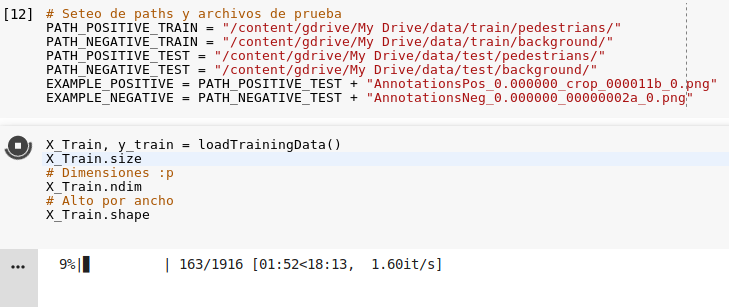 [12] # Seteo de paths y archivos de prueba
PATH_POSITIVE_TRAIN = "/content/gdrive/My Drive/data/train/pedestrians/"
PATH_NEGATIVE_TRAIN = "/content/gdrive/My Drive/data/train/background/"
PATH_POSITIVE_TEST = "/content/gdrive/My Drive/data/test/pedestrians/"
PATH_NEGATIVE_TEST = "/content/gdrive/My Drive/data/test/background/"
EXAMPLE_POSITIVE = PATH_POSITIVE_TEST + "AnnotationsPos_0.000000_crop_000011b_0.png"
EXAMPLE_NEGATIVE = PATH_NEGATIVE_TEST + "AnnotationsNeg_0.000000_00000002a_0.png"
X_Train, y_train = loadTrainingData()
X_Train.size
# Dimensiones :p
X_Train.ndim
# Alto por ancho
X_Train.shape
9%| | 163/1916 [01:52<18:13, 1.60it/s]